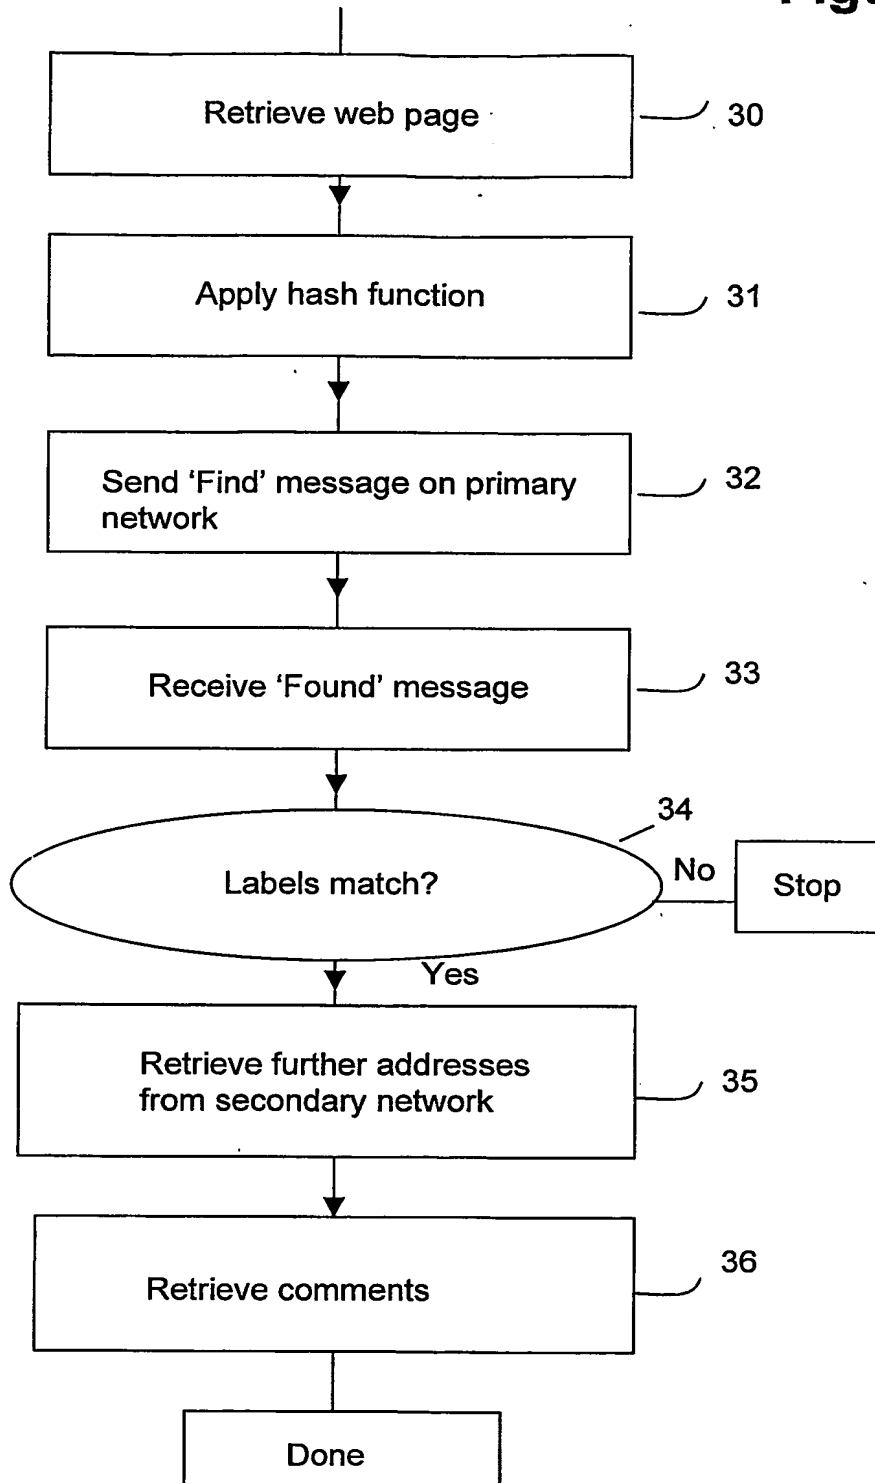 Retrieve web page
30
Apply hash function
31
Send ‘Find’ message on primary
network
32
Receive ‘Found’ message
33
34
Labels match?
No
Stop
Yes
Retrieve further addresses
from secondary network
35
Retrieve comments
36
Done